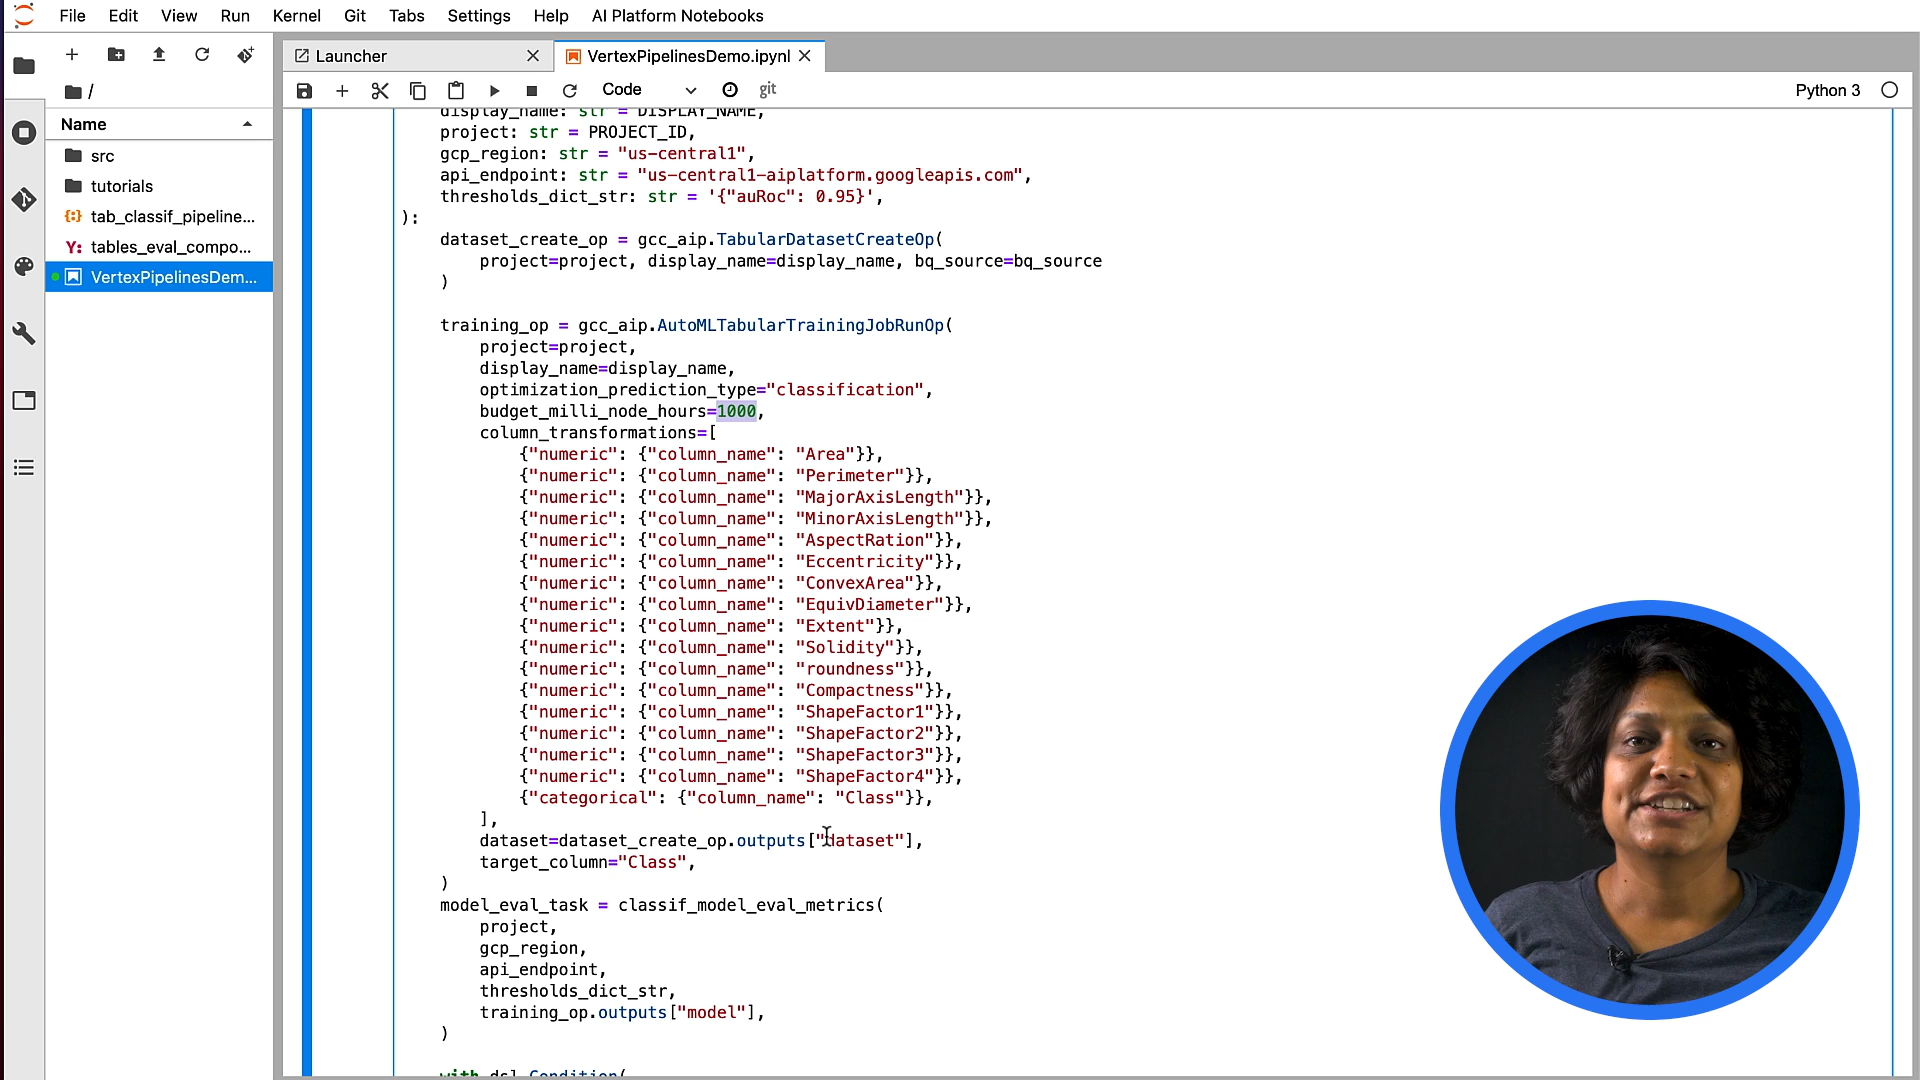 File Edit View Run Kernel Git Tabs Settings Help AI Platform Notebooks
Launcher
VertexPipelinesDemo.ipynl
Code
git
Python 3
/
Name
src
tutorials
tab_classif_pipeline...
Y: tables_eval_compo...
VertexPipelinesDem...
display_name: str = DISPLAY_NAME,
project: str = PROJECT_ID,
gcp_region: str = "us-central1",
api_endpoint: str = "us-central1-aiplatform.googleapis.com",
thresholds_dict_str: str = '{"auRoc": 0.95}',
):
dataset_create_op = gcc_aip.TabularDatasetCreateOp(
project=project, display_name=display_name, bq_source=bq_source
)
training_op = gcc_aip.AutoMLTabularTrainingJobRunOp(
project=project,
display_name=display_name,
optimization_prediction_type="classification",
budget_milli_node_hours=1000,
column_transformations=[
{"numeric": {"column_name": "Area"}},
{"numeric": {"column_name": "Perimeter"}},
{"numeric": {"column_name": "MajorAxisLength"}},
{"numeric": {"column_name": "MinorAxisLength"}},
{"numeric": {"column_name": "AspectRation"}},
{"numeric": {"column_name": "Eccentricity"}},
{"numeric": {"column_name": "ConvexArea"}},
{"numeric": {"column_name": "EquivDiameter"}},
{"numeric": {"column_name": "Extent"}},
{"numeric": {"column_name": "Solidity"}},
{"numeric": {"column_name": "roundness"}},
{"numeric": {"column_name": "Compactness"}},
{"numeric": {"column_name": "ShapeFactor1"}},
{"numeric": {"column_name": "ShapeFactor2"}},
{"numeric": {"column_name": "ShapeFactor3"}},
{"numeric": {"column_name": "ShapeFactor4"}},
{"categorical": {"column_name": "Class"}},
],
dataset=dataset_create_op.outputs["dataset"],
target_column="Class",
)
model_eval_task = classif_model_eval_metrics(
project,
gcp_region,
api_endpoint,
thresholds_dict_str,
training_op.outputs["model"],
)
with dsl.Condition(